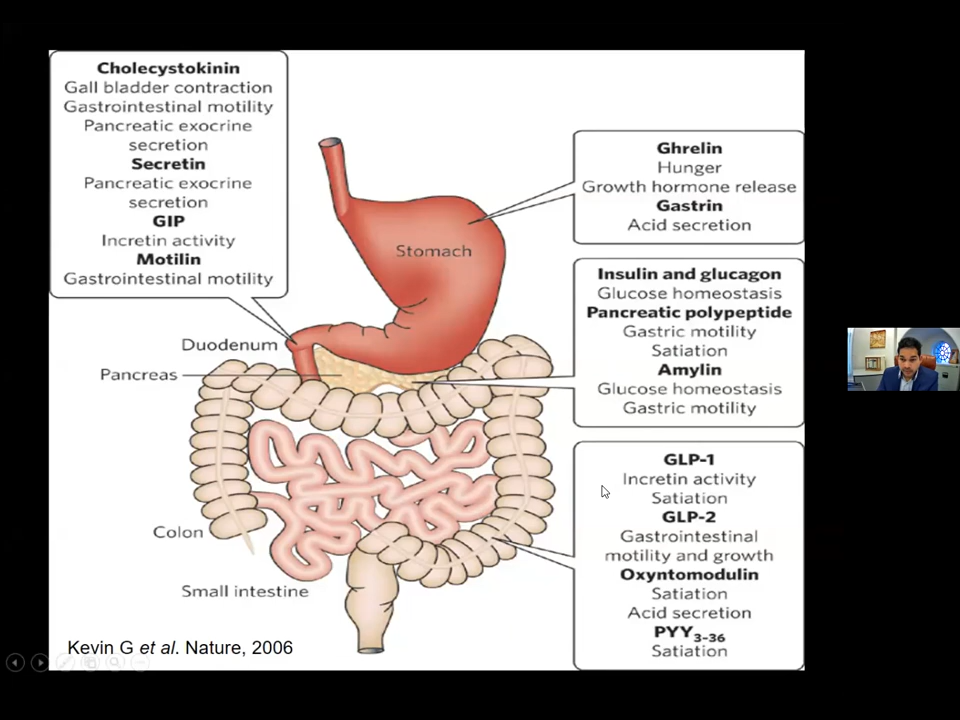 Cholecystokinin
Gall bladder contraction
Gastrointestinal motility
Pancreatic exocrine
secretion
Secretin
Pancreatic exocrine
secretion
GIP
Incretin activity
Motilin
Gastrointestinal motility
Ghrelin
Hunger
Growth hormone release
Gastrin
Acid secretion
Stomach
Insulin and glucagon
Glucose homeostasis
Pancreatic polypeptide
Gastric motility
Satiation
Amylin
Glucose homeostasis
Gastric motility
Duodenum
Pancreas
GLP-1
Incretin activity
Satiation
GLP-2
Gastrointestinal
motility and growth
Oxyntomodulin
Satiation
Acid secretion
PYY3-36
Satiation
Colon
Small intestine
Kevin G et al. Nature, 2006